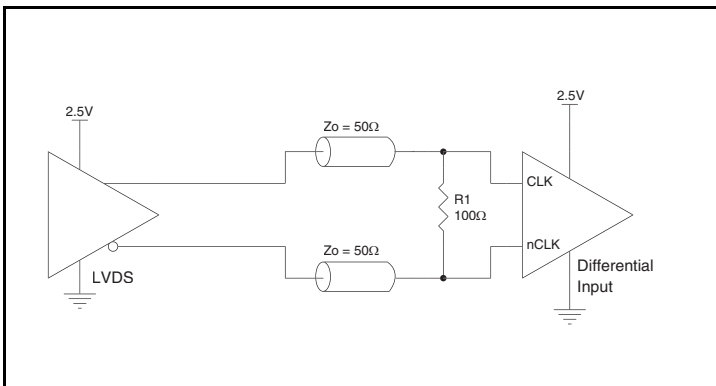 2.5V
2.5V
Zo = 50Ω
CLK
R1
100Ω
nCLK
Zo = 50Ω
LVDS
Differential
Input